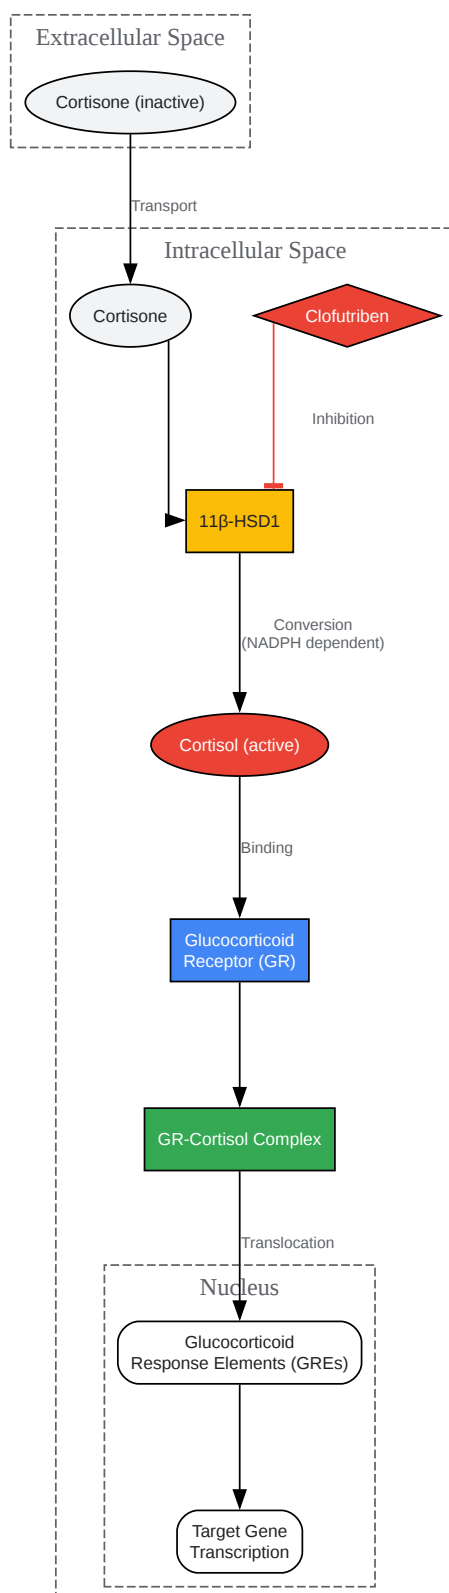 Extracellular Space
Cortisone (inactive)
Transport
Intracellular Space
Cortisone
Clofutriben
Inhibition
11β-HSD1
Conversion
(NADPH dependent)
Cortisol (active)
Binding
Glucocorticoid
Receptor (GR)
GR-Cortisol Complex
Translocation
Nucleus
Glucocorticoid
Response Elements (GREs)
Target Gene
Transcription